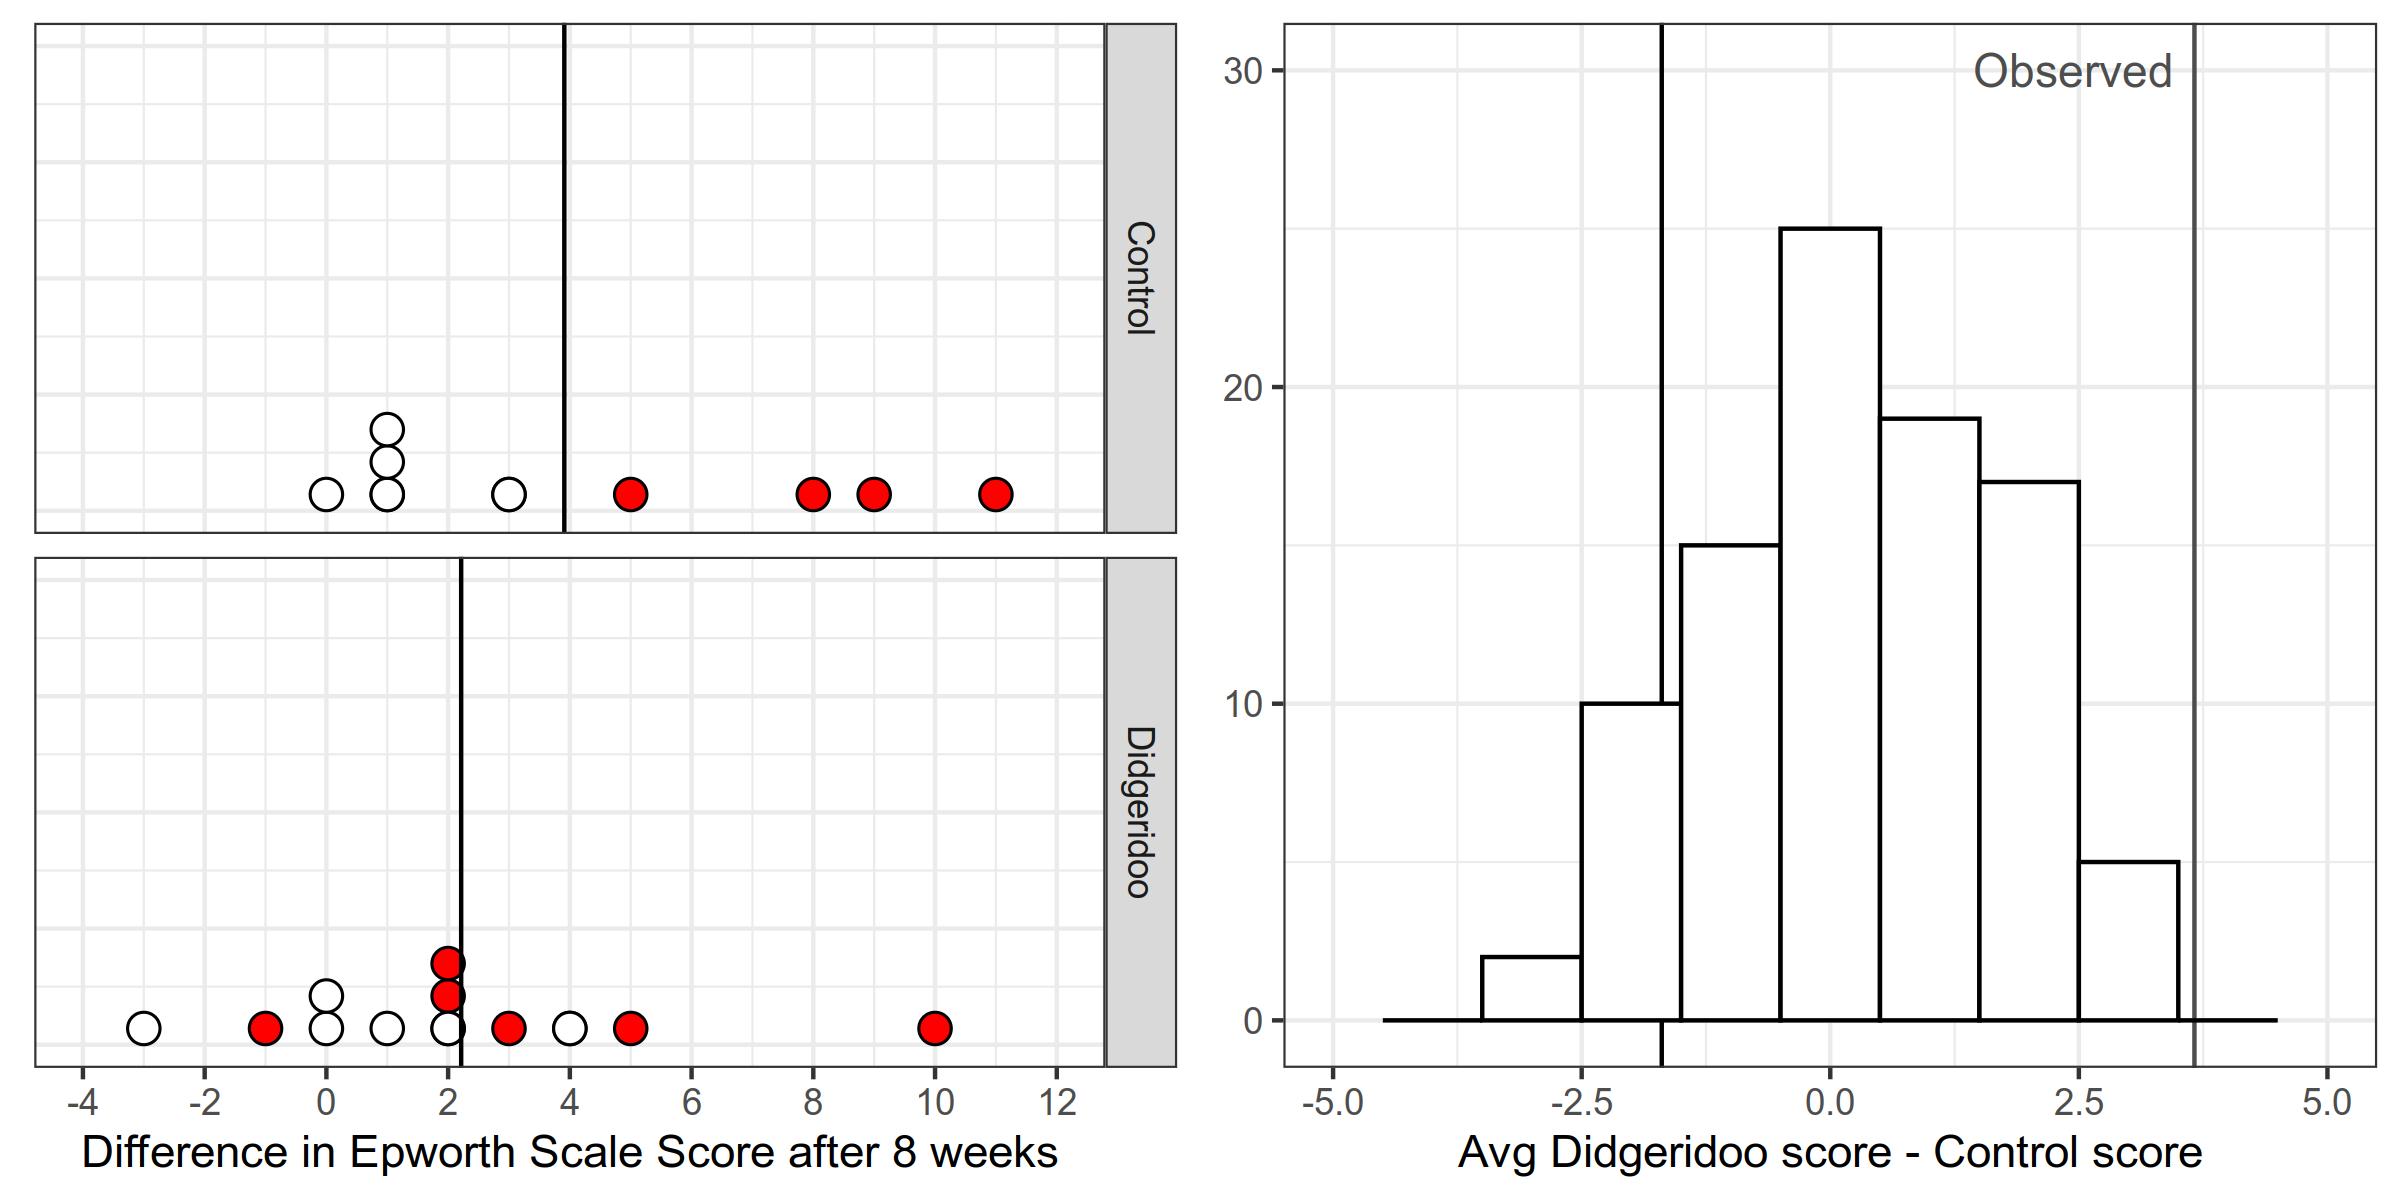 Control
Didgeridoo
-4 -2 0 2 4 6 8 10 12
Difference in Epworth Scale Score after 8 weeks
Observed
30
20
10
0
-5.0 -2.5 0.0 2.5 5.0
Avg Didgeridoo score - Control score